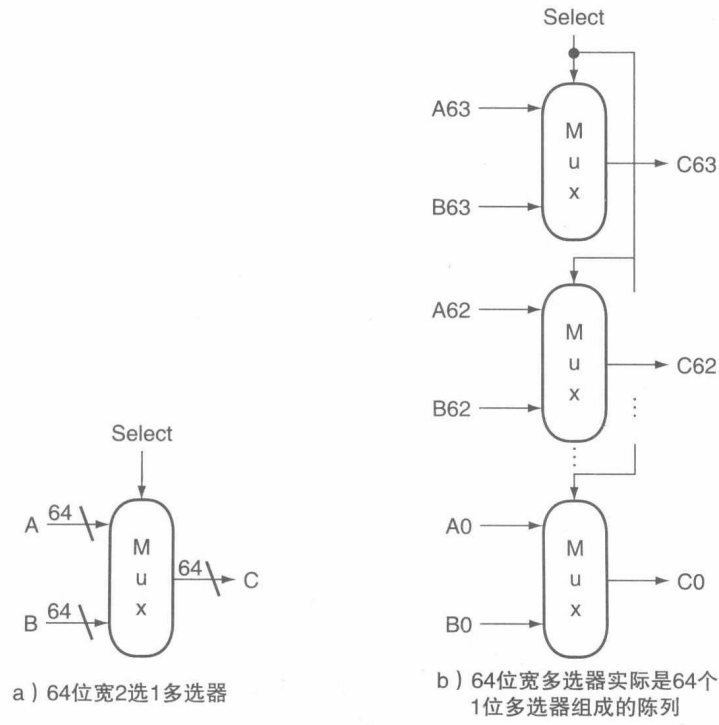 Select
A63
M
u
x
C63
B63
A62
M
u
x
C62
B62
⋮
⋮
A0
M
u
x
C0
B0
b）64位宽多选器实际是64个
1位多选器组成的陈列
Select
A
64
M
u
x
64
C
B
64
a）64位宽2选1多选器